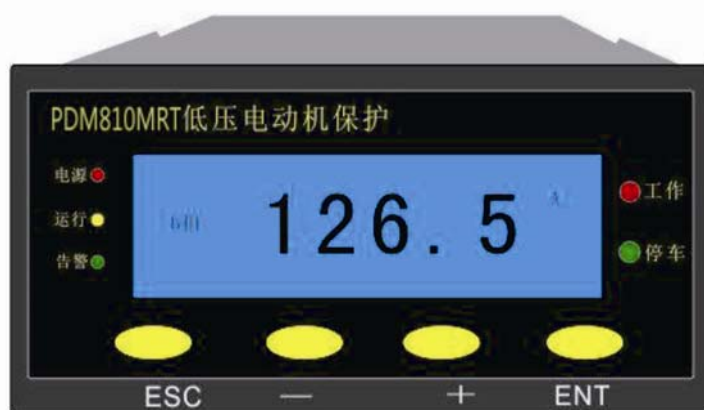 PDM810MRT低压电动机保护
电源
运行
告警
126.5
A
工作
停车
ESC
—
+
ENT